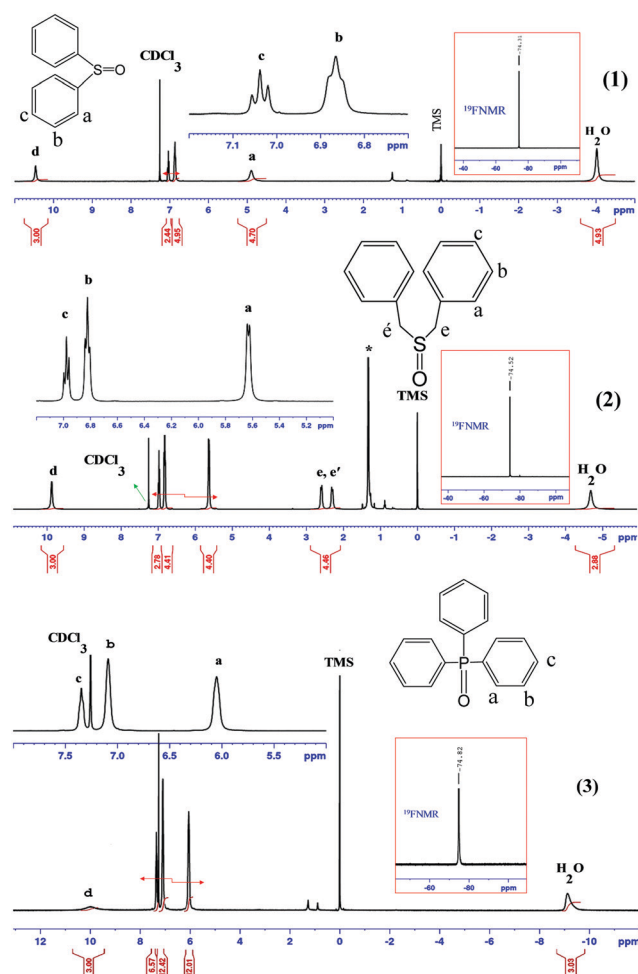 CDCl3
c
b
(1)
-74.31
19FNMR
-40 -60 -80 ppm
TMS
H2O
S=O
c
b
a
7.1 7.0 6.9 6.8 ppm
d
a
10 9 8 7 6 5 4 3 2 1 0 -1 -2 -3 -4 ppm
3.00 2.44 4.95 4.70 4.93
c
b
a
7.0 6.8 6.6 6.4 6.2 6.0 5.8 5.6 5.4 5.2 ppm
c
b
a
é
e
S
O
*
TMS
(2)
-74.52
19FNMR
ppm
CDCl3
d
e, e′
H2O
10 9 8 7 6 5 4 3 2 1 0 -1 -2 -3 -4 -5 ppm
3.00 2.78 4.41 4.40 4.46 2.88
CDCl3
c
b
a
7.5 7.0 6.5 6.0 5.5 ppm
TMS
P
O
c
b
a
(3)
-74.82
19FNMR
-60 -80 ppm
d
H2O
12 10 8 6 4 2 0 -2 -4 -6 -8 -10 ppm
3.00 6.57 2.42 2.01 3.03